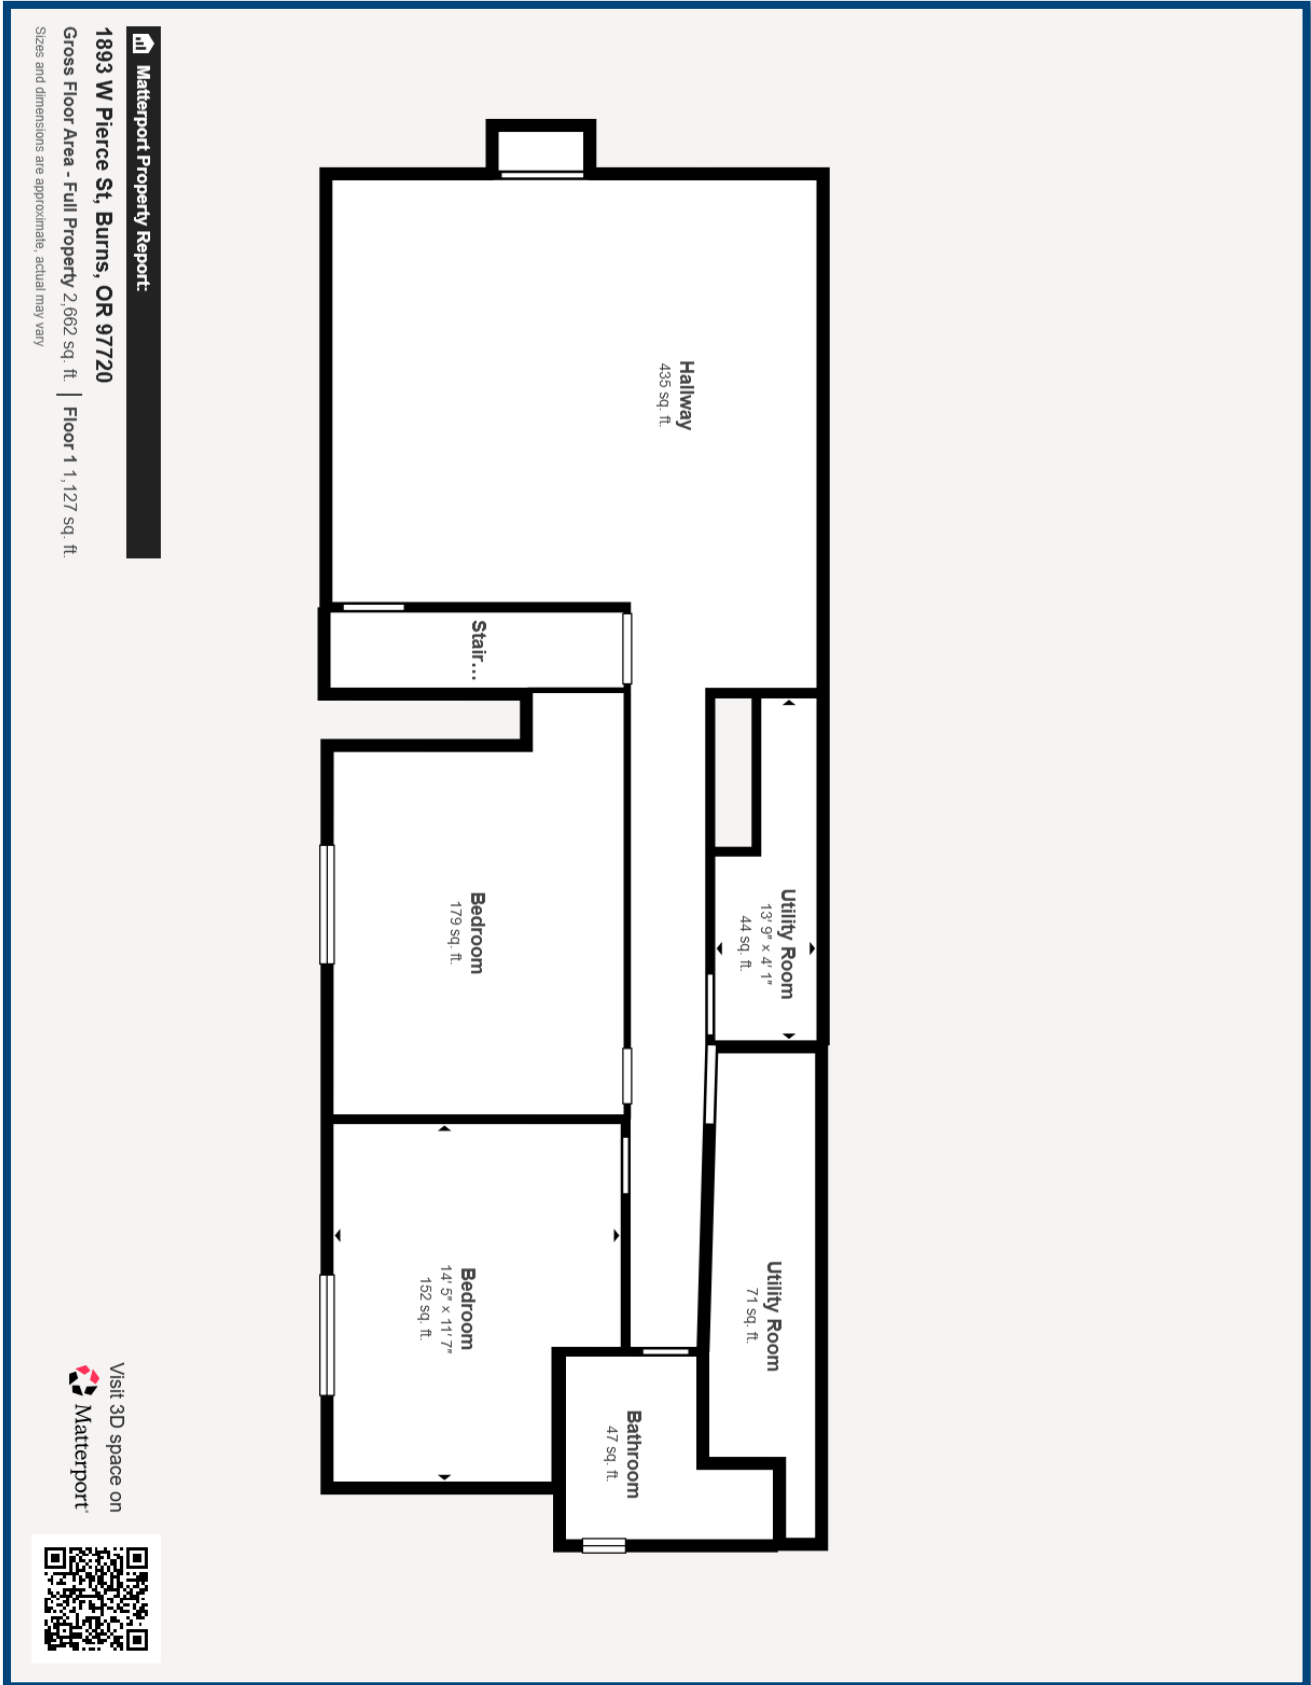 Hallway
435 sq. ft.
Stair...
Utility Room
13' 9" x 4' 1"
44 sq. ft.
Bedroom
179 sq. ft.
Utility Room
71 sq. ft.
Bedroom
14' 5" x 11' 7"
152 sq. ft.
Bathroom
47 sq. ft.
Matterport Property Report:
1893 W Pierce St, Burns, OR 97720
Gross Floor Area - Full Property 2,662 sq. ft. | Floor 1 1,127 sq. ft.
Sizes and dimensions are approximate, actual may vary
Visit 3D space on
Matterport